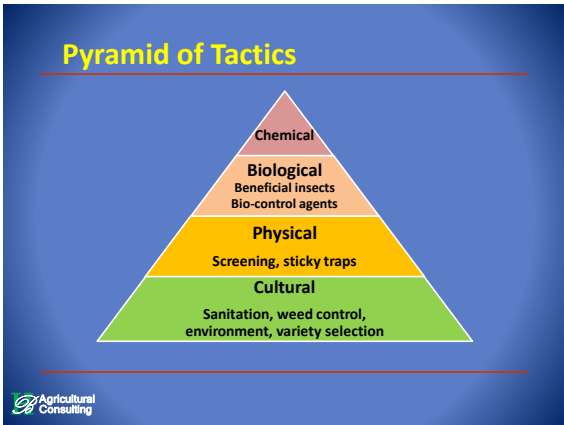 Pyramid of Tactics
Chemical
Biological
Beneficial insects
Bio-control agents
Physical
Screening, sticky traps
Cultural
Sanitation, weed control,
environment, variety selection
Agricultural
Consulting